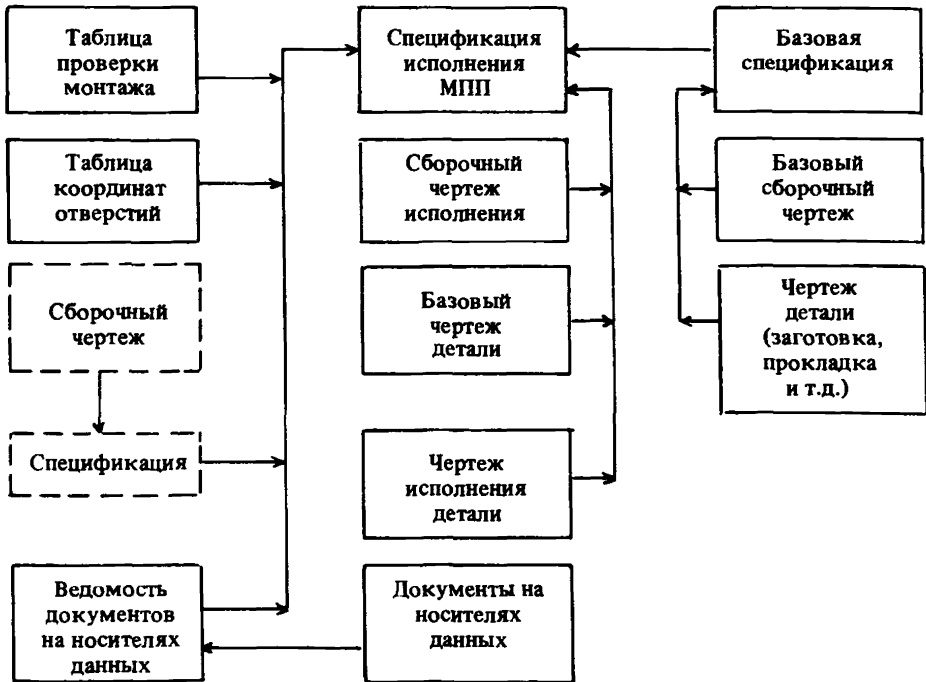 Таблица
проверки
монтажа
Спецификация
исполнения
МПП
Базовая
спецификация
Таблица
координат
отверстий
Сборочный
чертеж
исполнения
Базовый
сборочный
чертеж
Сборочный
чертеж
Базовый
чертеж
детали
Чертеж
детали
(заготовка,
прокладка
и т.д.)
Спецификация
Чертеж
исполнения
детали
Ведомость
документов
на носителях
данных
Документы на
носителях
данных